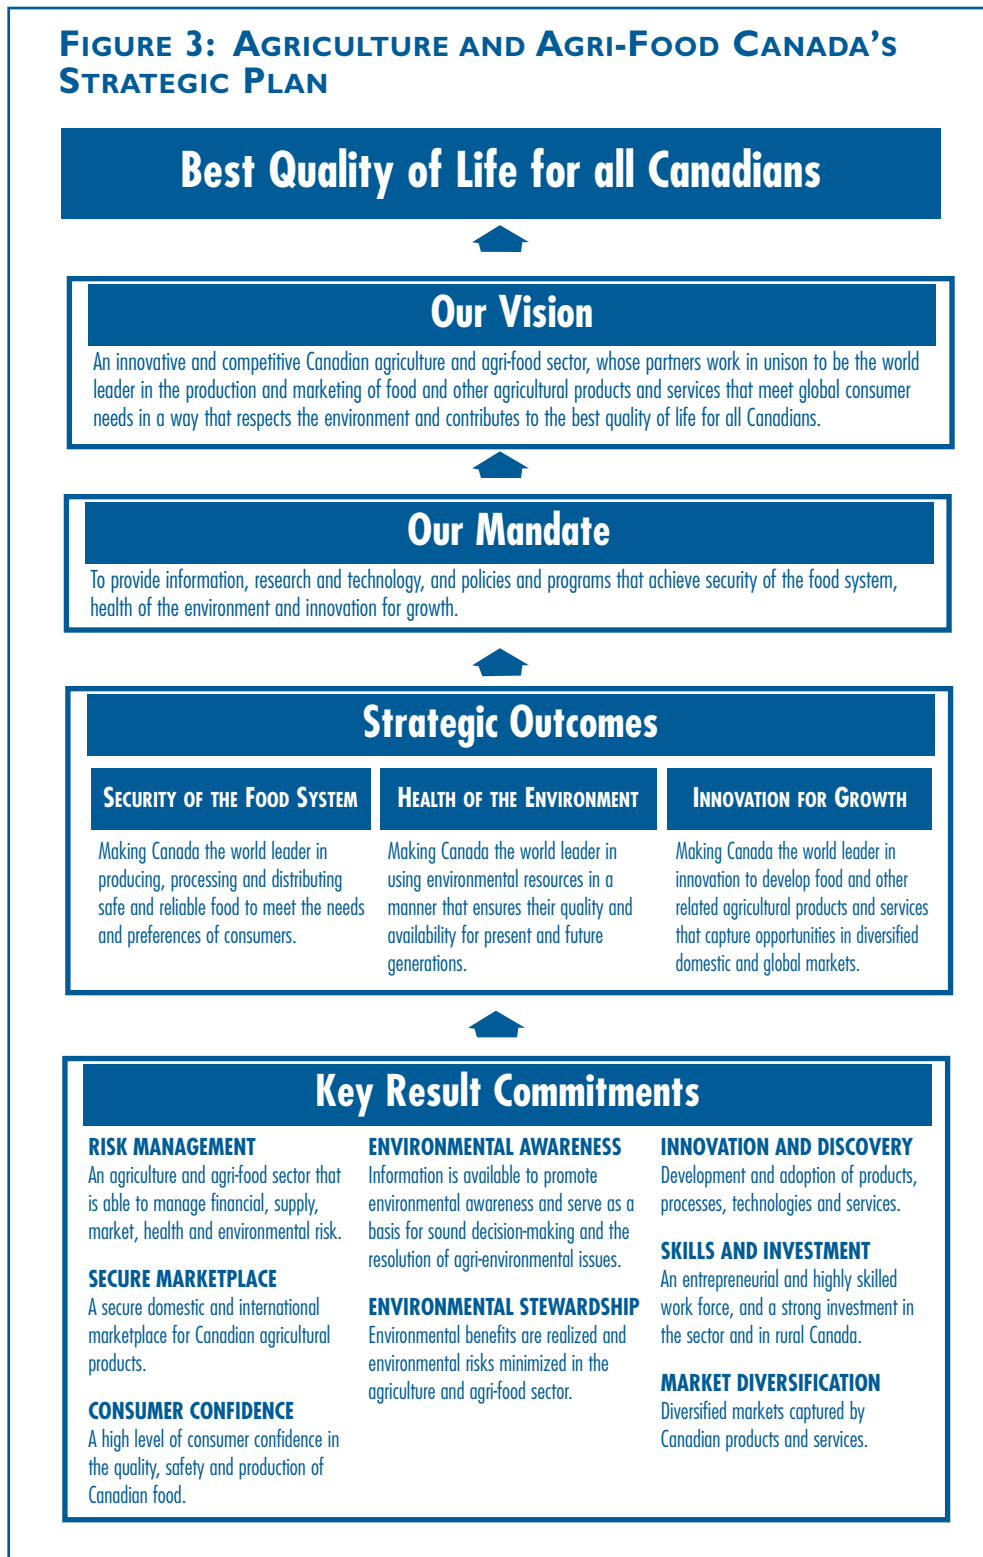 FIGURE 3: AGRICULTURE AND AGRI-FOOD CANADA'S
STRATEGIC PLAN
Best Quality of Life for all Canadians
Our Vision
An innovative and competitive Canadian agriculture and agri-food sector, whose partners work in unison to be the world
leader in the production and marketing of food and other agricultural products and services that meet global consumer
needs in a way that respects the environment and contributes to the best quality of life for all Canadians.
Our Mandate
To provide information, research and technology, and policies and programs that achieve security of the food system,
health of the environment and innovation for growth.
Strategic Outcomes
SECURITY OF THE FOOD SYSTEM
Making Canada the world leader in
producing, processing and distributing
safe and reliable food to meet the needs
and preferences of consumers.
HEALTH OF THE ENVIRONMENT
Making Canada the world leader in
using environmental resources in a
manner that ensures their quality and
availability for present and future
generations.
INNOVATION FOR GROWTH
Making Canada the world leader in
innovation to develop food and other
related agricultural products and services
that capture opportunities in diversified
domestic and global markets.
Key Result Commitments
RISK MANAGEMENT
An agriculture and agri-food sector that
is able to manage financial, supply,
market, health and environmental risk.
SECURE MARKETPLACE
A secure domestic and international
marketplace for Canadian agricultural
products.
CONSUMER CONFIDENCE
A high level of consumer confidence in
the quality, safety and production of
Canadian food.
ENVIRONMENTAL AWARENESS
Information is available to promote
environmental awareness and serve as a
basis for sound decision-making and the
resolution of agri-environmental issues.
ENVIRONMENTAL STEWARDSHIP
Environmental benefits are realized and
environmental risks minimized in the
agriculture and agri-food sector.
INNOVATION AND DISCOVERY
Development and adoption of products,
processes, technologies and services.
SKILLS AND INVESTMENT
An entrepreneurial and highly skilled
work force, and a strong investment in
the sector and in rural Canada.
MARKET DIVERSIFICATION
Diversified markets captured by
Canadian products and services.